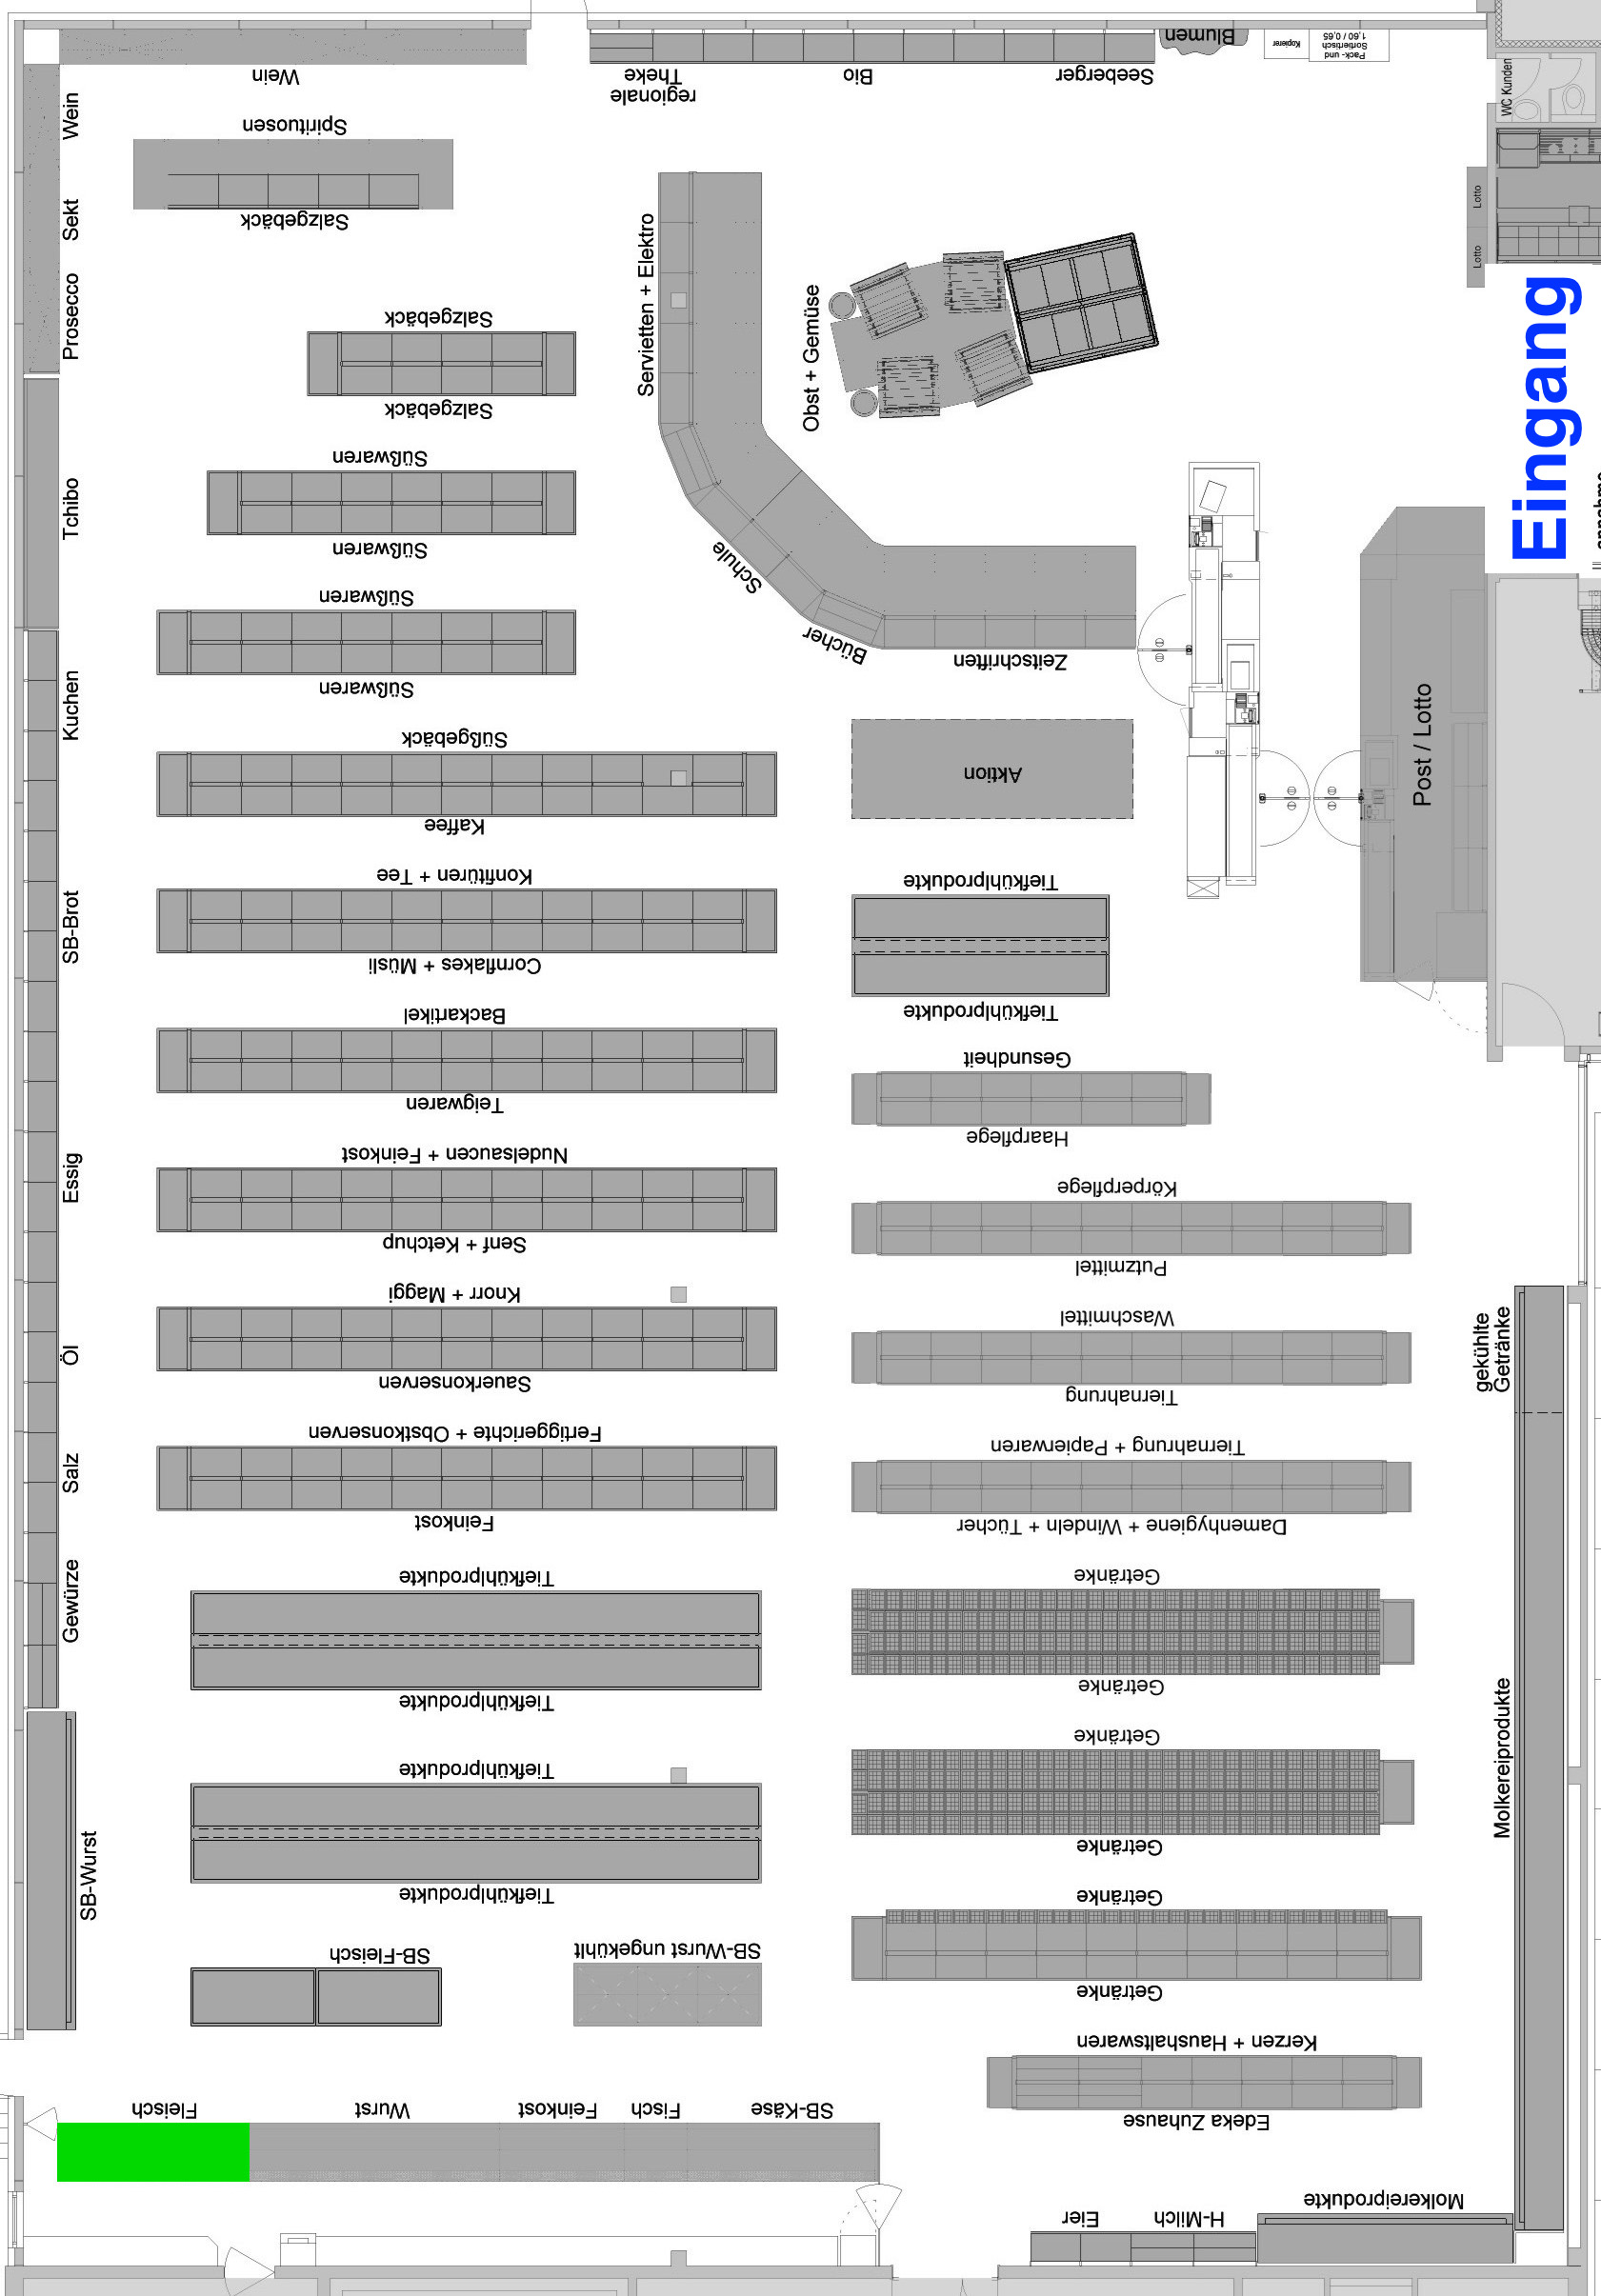 Wein
regionale
Theke
Bio
Seeberger
Blumen
Kopierer
Pack- und
Sortiertisch
1,60 / 0,65
WC Kunden
Wein
Sekt
Prosecco
Tchibo
Kuchen
SB-Brot
Essig
Öl
Salz
Gewürze
SB-Wurst
Spirituosen
Salzgebäck
Salzgebäck
Salzgebäck
Süßwaren
Süßwaren
Süßwaren
Süßwaren
Süßgebäck
Kaffee
Konfitüren + Tee
Cornflakes + Müsli
Backartikel
Teigwaren
Nudelsaucen + Feinkost
Senf + Ketchup
Knorr + Maggi
Sauerkonserven
Fertiggerichte + Obstkonserven
Feinkost
Tiefkühlprodukte
Tiefkühlprodukte
Tiefkühlprodukte
Tiefkühlprodukte
SB-Fleisch
SB-Wurst ungekühlt
Fleisch
Wurst
Feinkost
Fisch
SB-Käse
Servietten + Elektro
Schule
Bücher
Zeitschriften
Obst + Gemüse
Lotto
Lotto
Eingang
Post / Lotto
Aktion
Tiefkühlprodukte
Tiefkühlprodukte
Gesundheit
Haarpflege
Körperpflege
Putzmittel
Waschmittel
Tiernahrung
Tiernahrung + Papierwaren
Damenhygiene + Windeln + Tücher
Getränke
Getränke
Getränke
Getränke
Getränke
Getränke
Kerzen + Haushaltswaren
Edeka Zuhause
gekühlte
Getränke
Molkereiprodukte
Molkereiprodukte
Eier
H-Milch